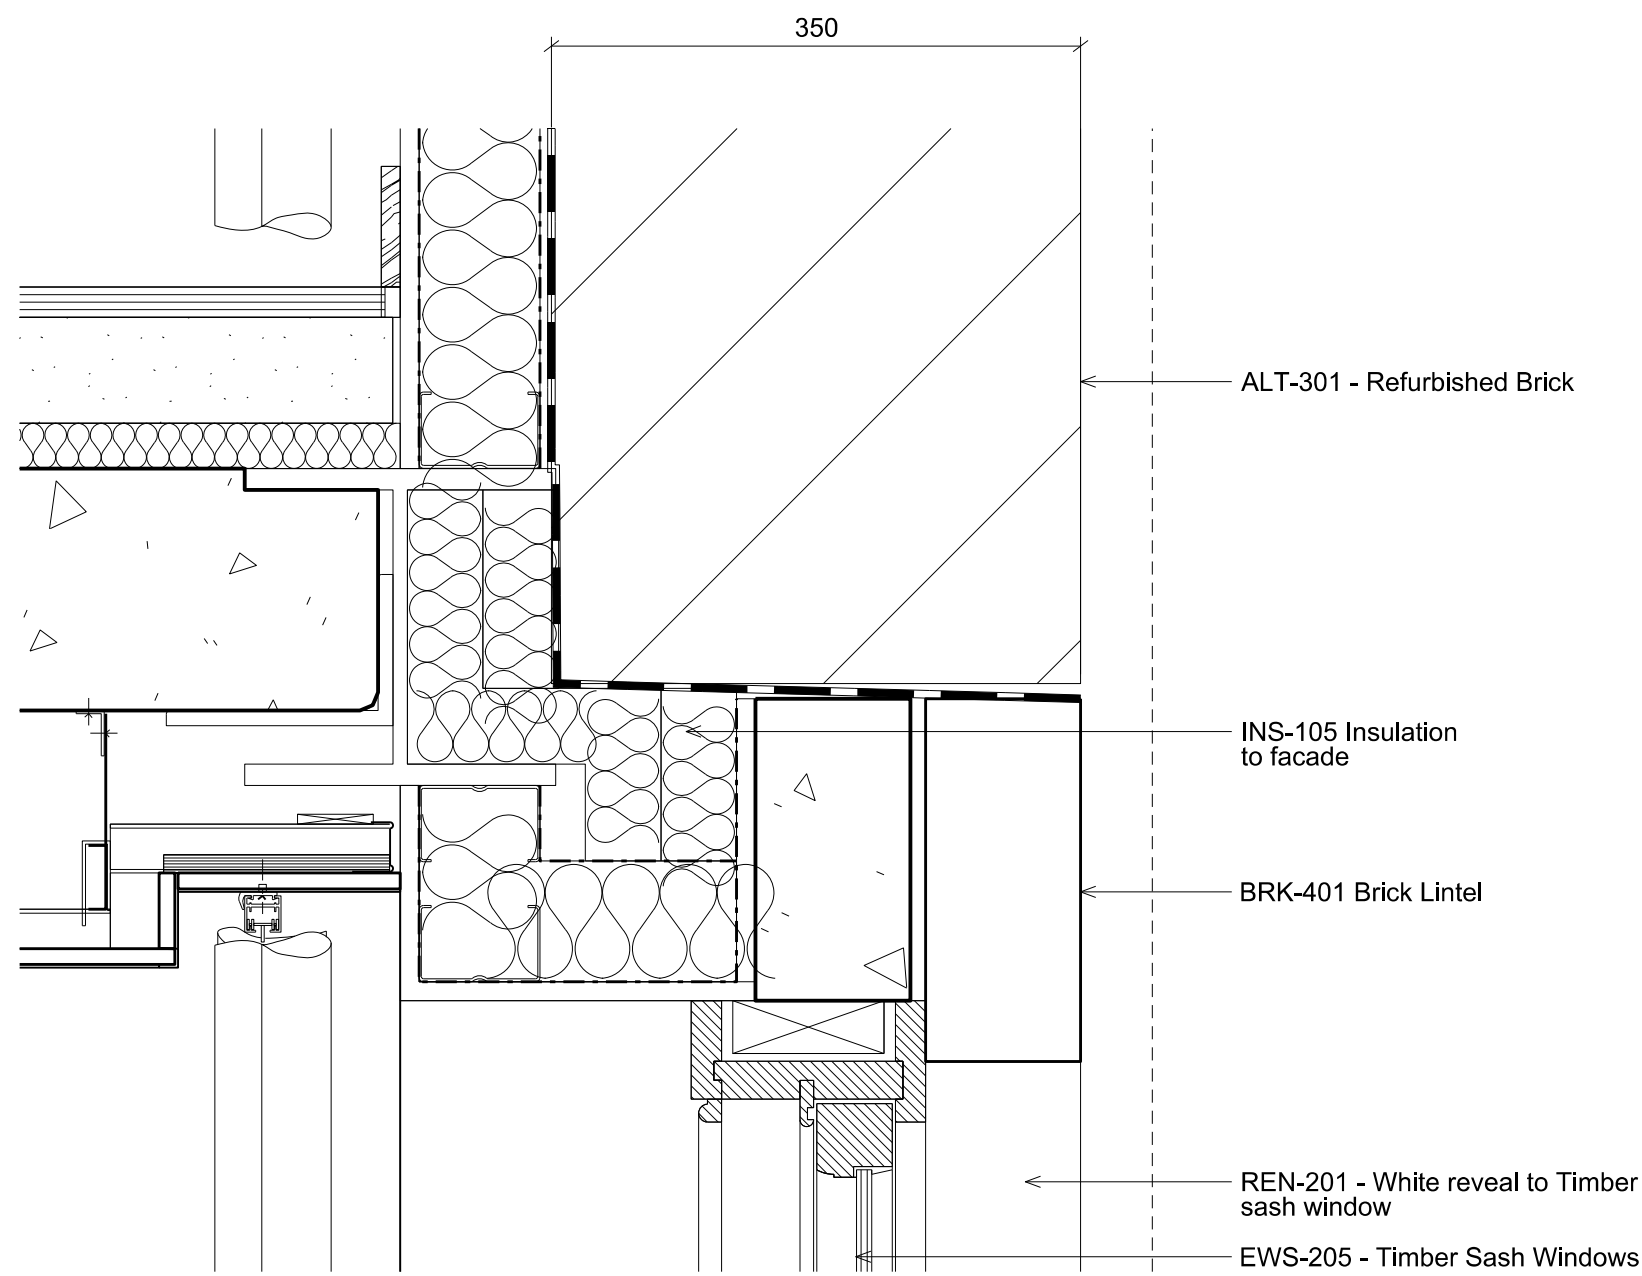 350
ALT-301 - Refurbished Brick
INS-105 Insulation
to facade
BRK-401 Brick Lintel
REN-201 - White reveal to Timber
sash window
EWS-205 - Timber Sash Windows